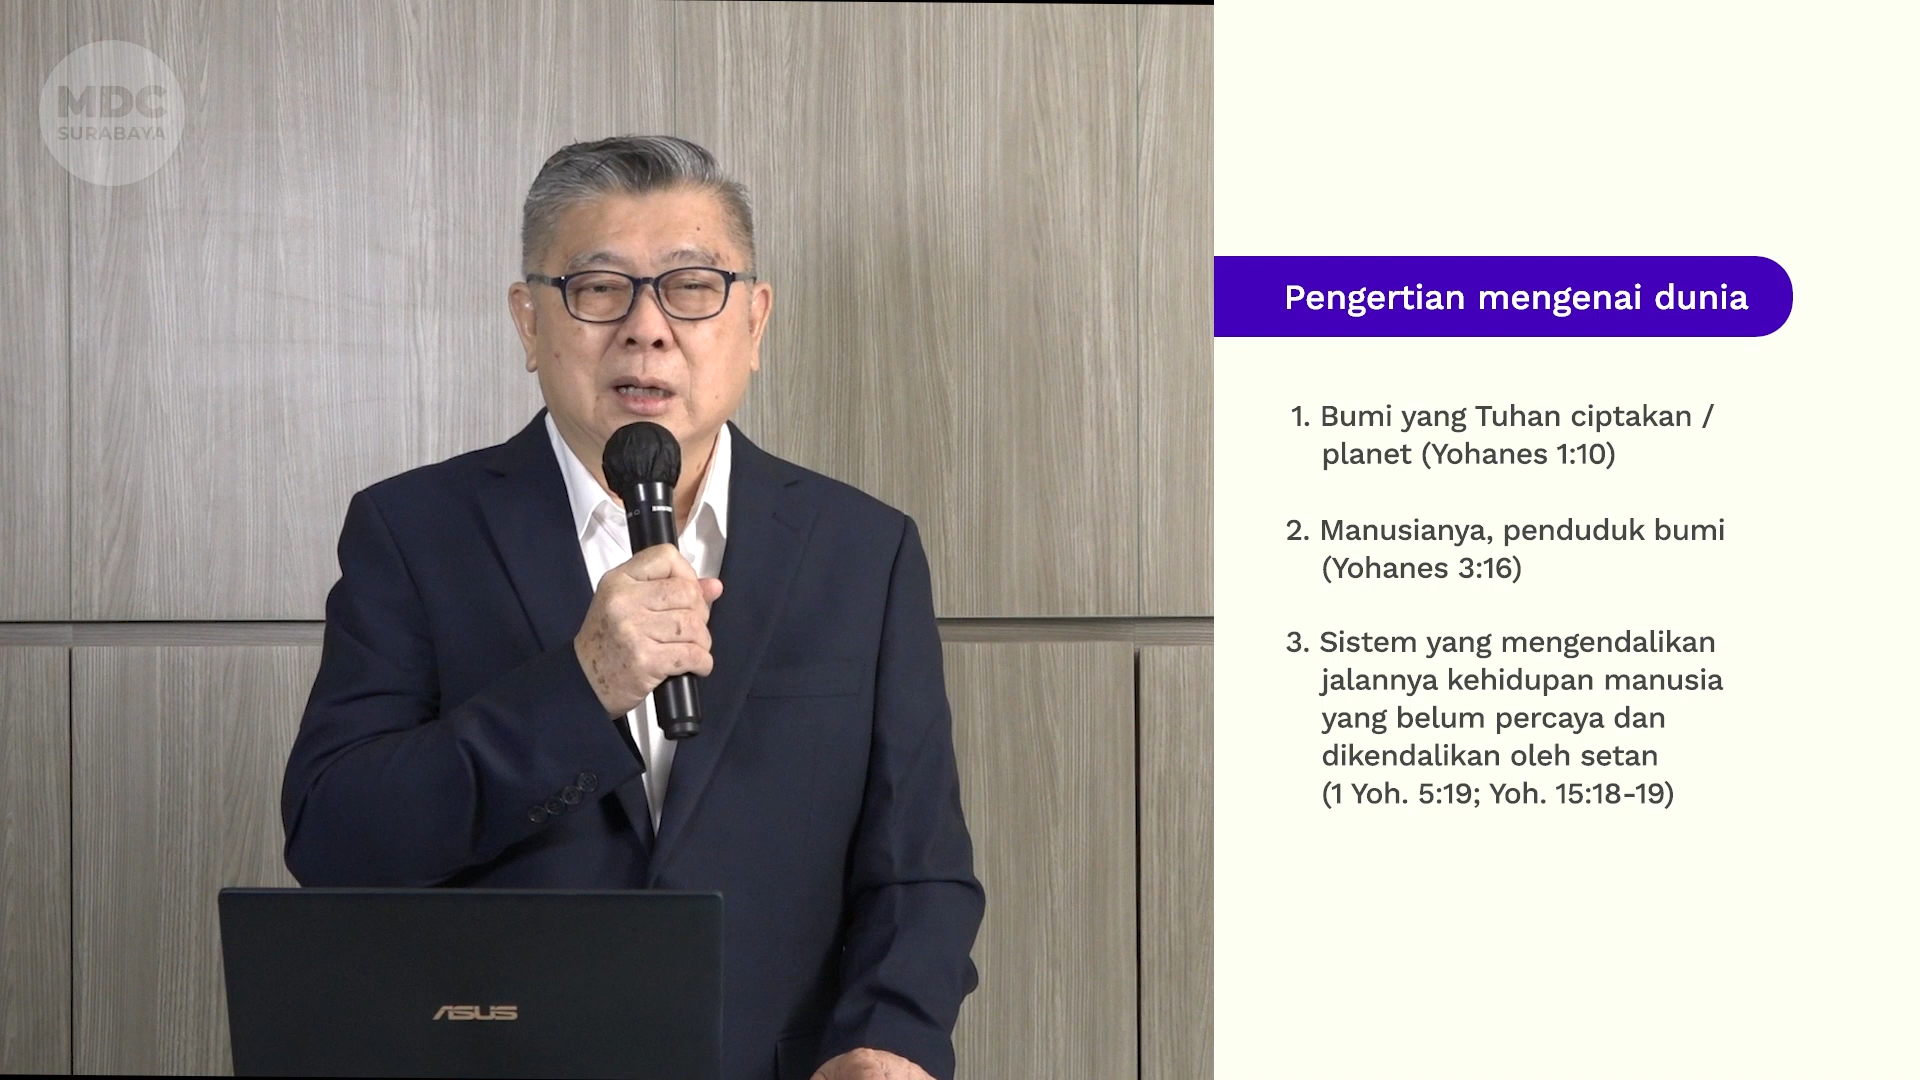 MDC
SURABAYA
Pengertian mengenai dunia
1. Bumi yang Tuhan ciptakan /
planet (Yohanes 1:10)
2. Manusianya, penduduk bumi
(Yohanes 3:16)
3. Sistem yang mengendalikan
jalannya kehidupan manusia
yang belum percaya dan
dikendalikan oleh setan
(1 Yoh. 5:19; Yoh. 15:18-19)
ASUS